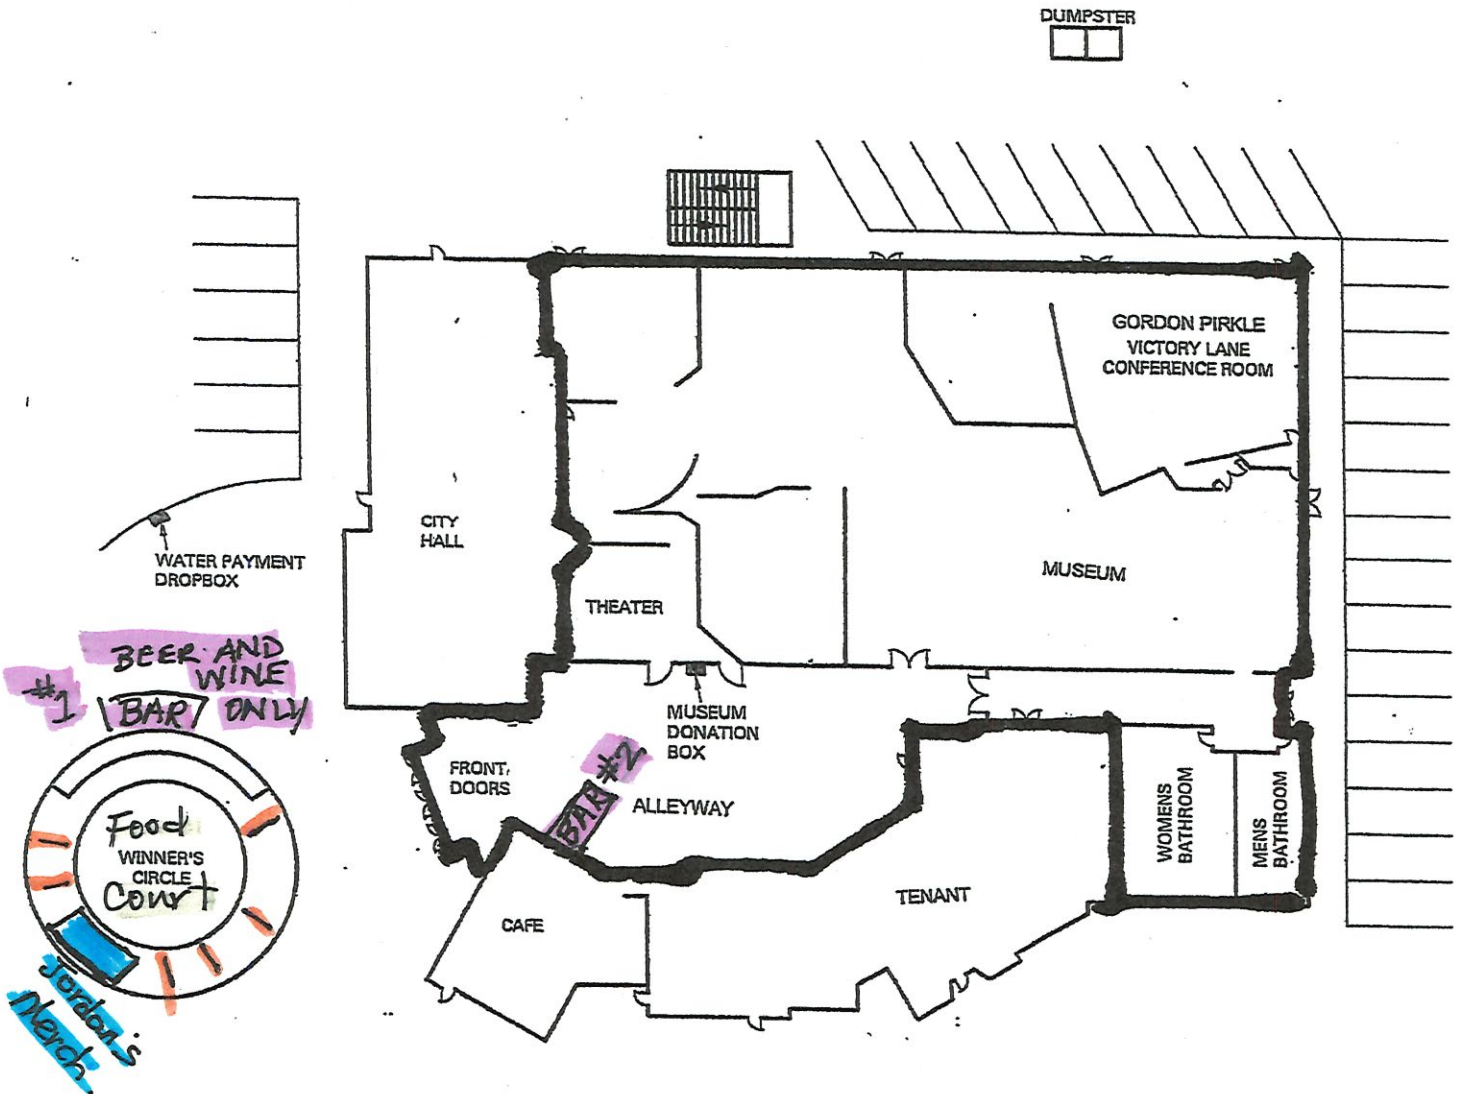 DUMPSTER
GORDON PIRKLE
VICTORY LANE
CONFERENCE ROOM
CITY
HALL
WATER PAYMENT
DROPBOX
MUSEUM
THEATER
BEER AND
WINE
ONLY
#1
BAR
MUSEUM
DONATION
BOX
#2
BAR
FRONT
DOORS
ALLEYWAY
WOMENS
BATHROOM
MENS
BATHROOM
Food
WINNER'S
CIRCLE
Court
TENANT
CAFE
Jordan's
Merch